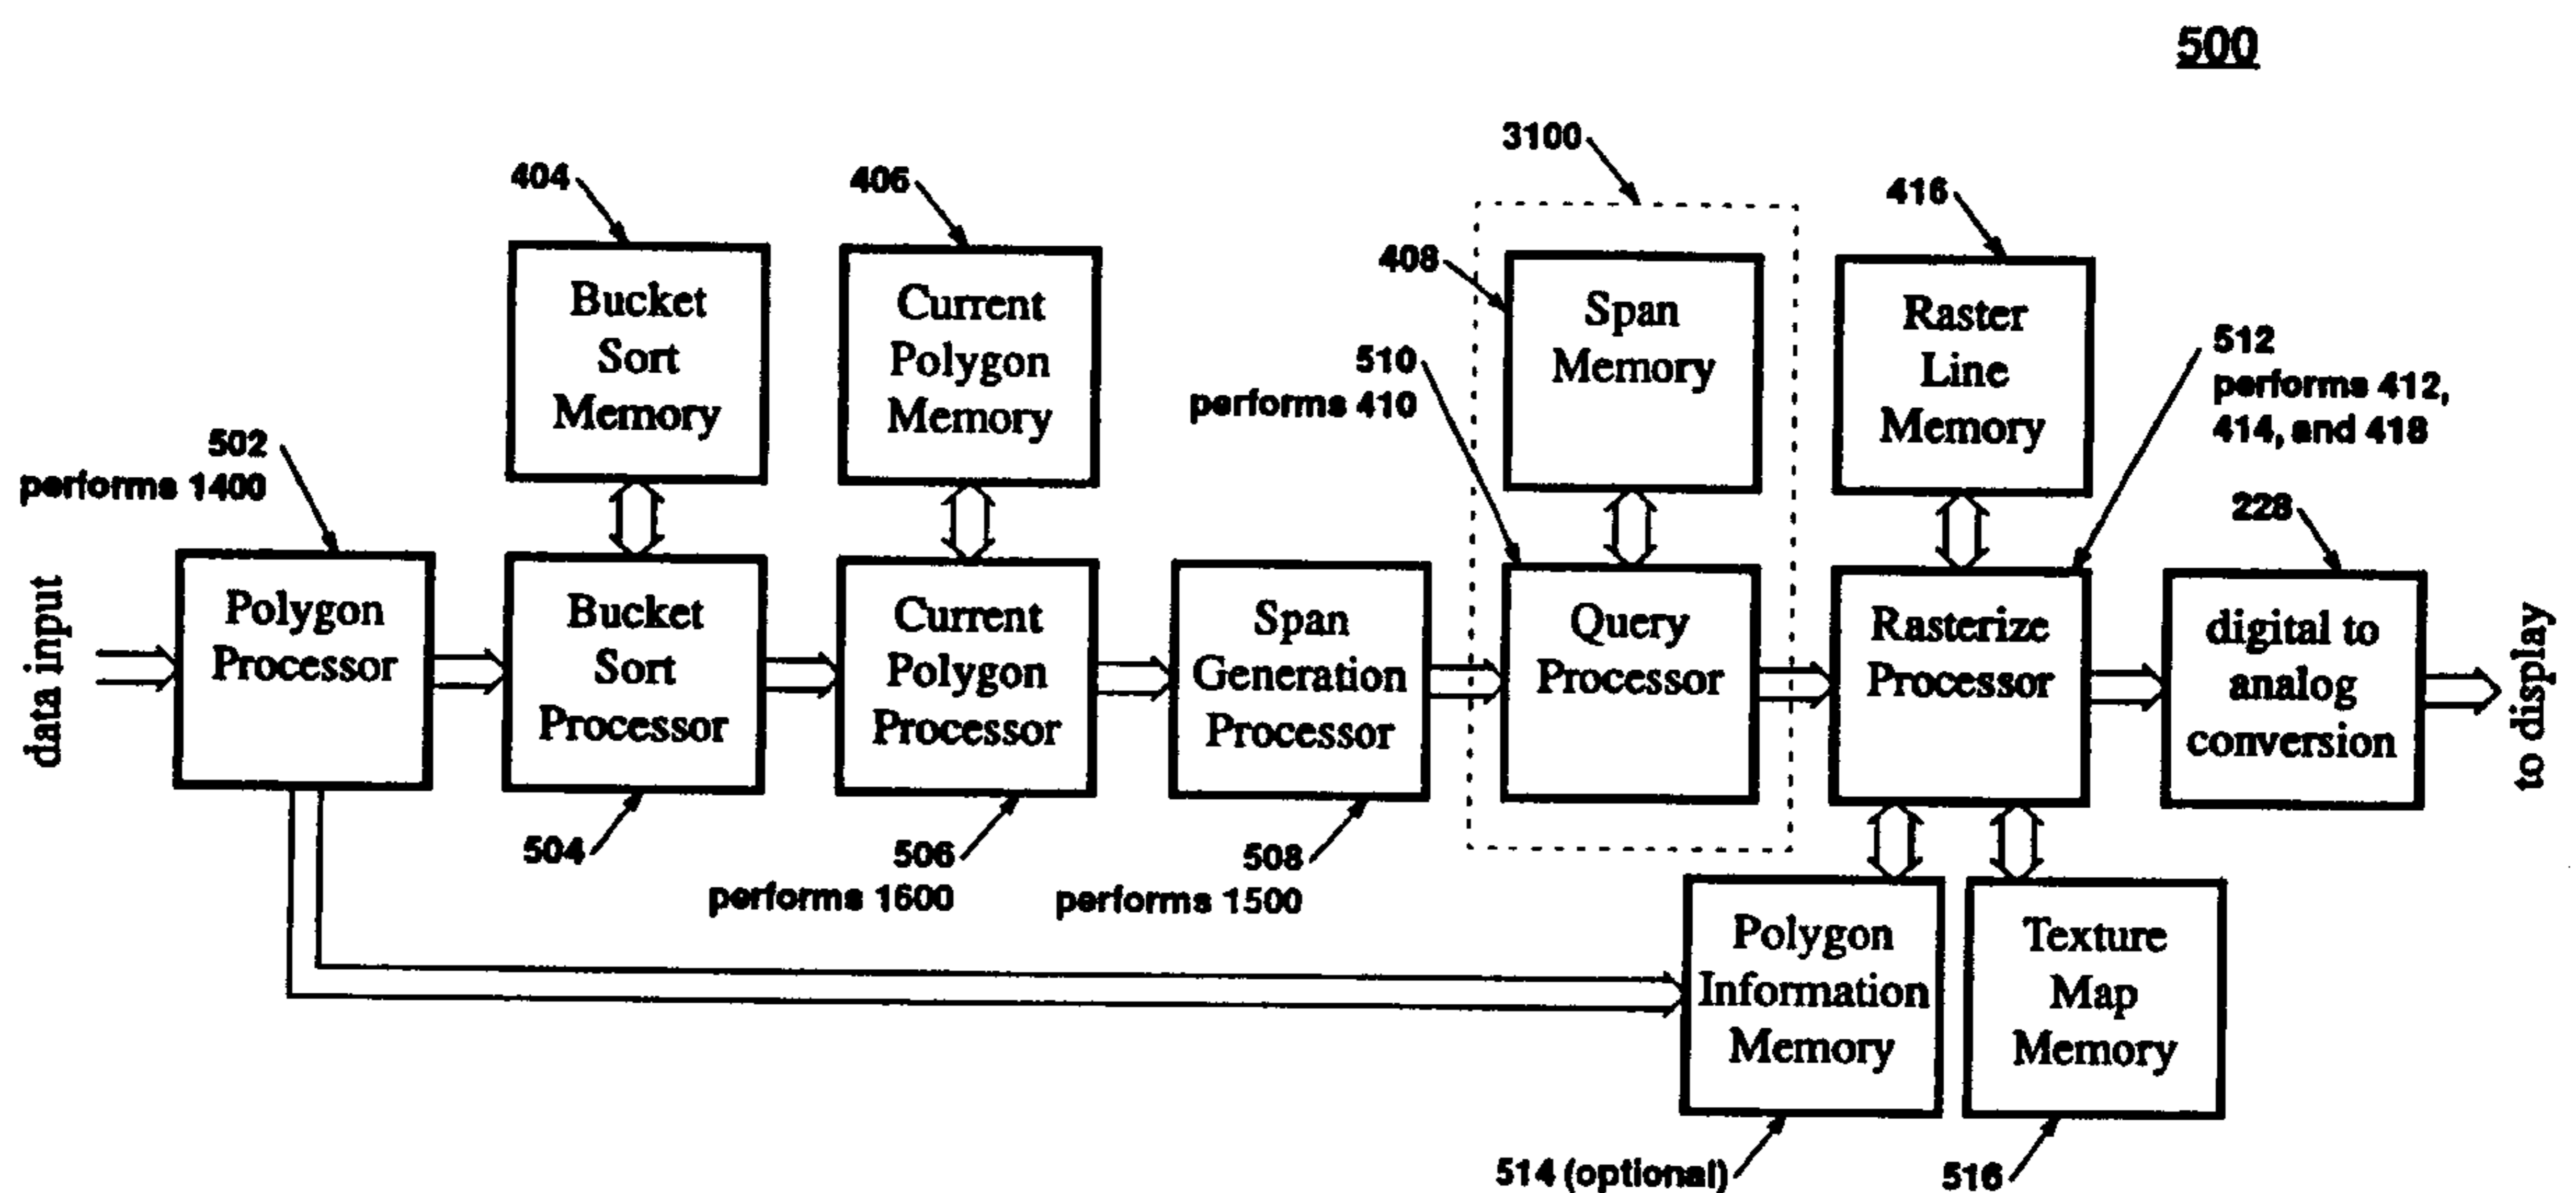 500
3100
404
406
416
408
Bucket
Sort
Memory
Current
Polygon
Memory
Span
Memory
Raster
Line
Memory
510
performs 410
512
performs 412,
414, and 418
502
performs 1400
228
data input
Polygon
Processor
Bucket
Sort
Processor
Current
Polygon
Processor
Span
Generation
Processor
Query
Processor
Rasterize
Processor
digital to
analog
conversion
to display
504
506
performs 1600
508
performs 1500
Polygon
Information
Memory
Texture
Map
Memory
514 (optional)
516